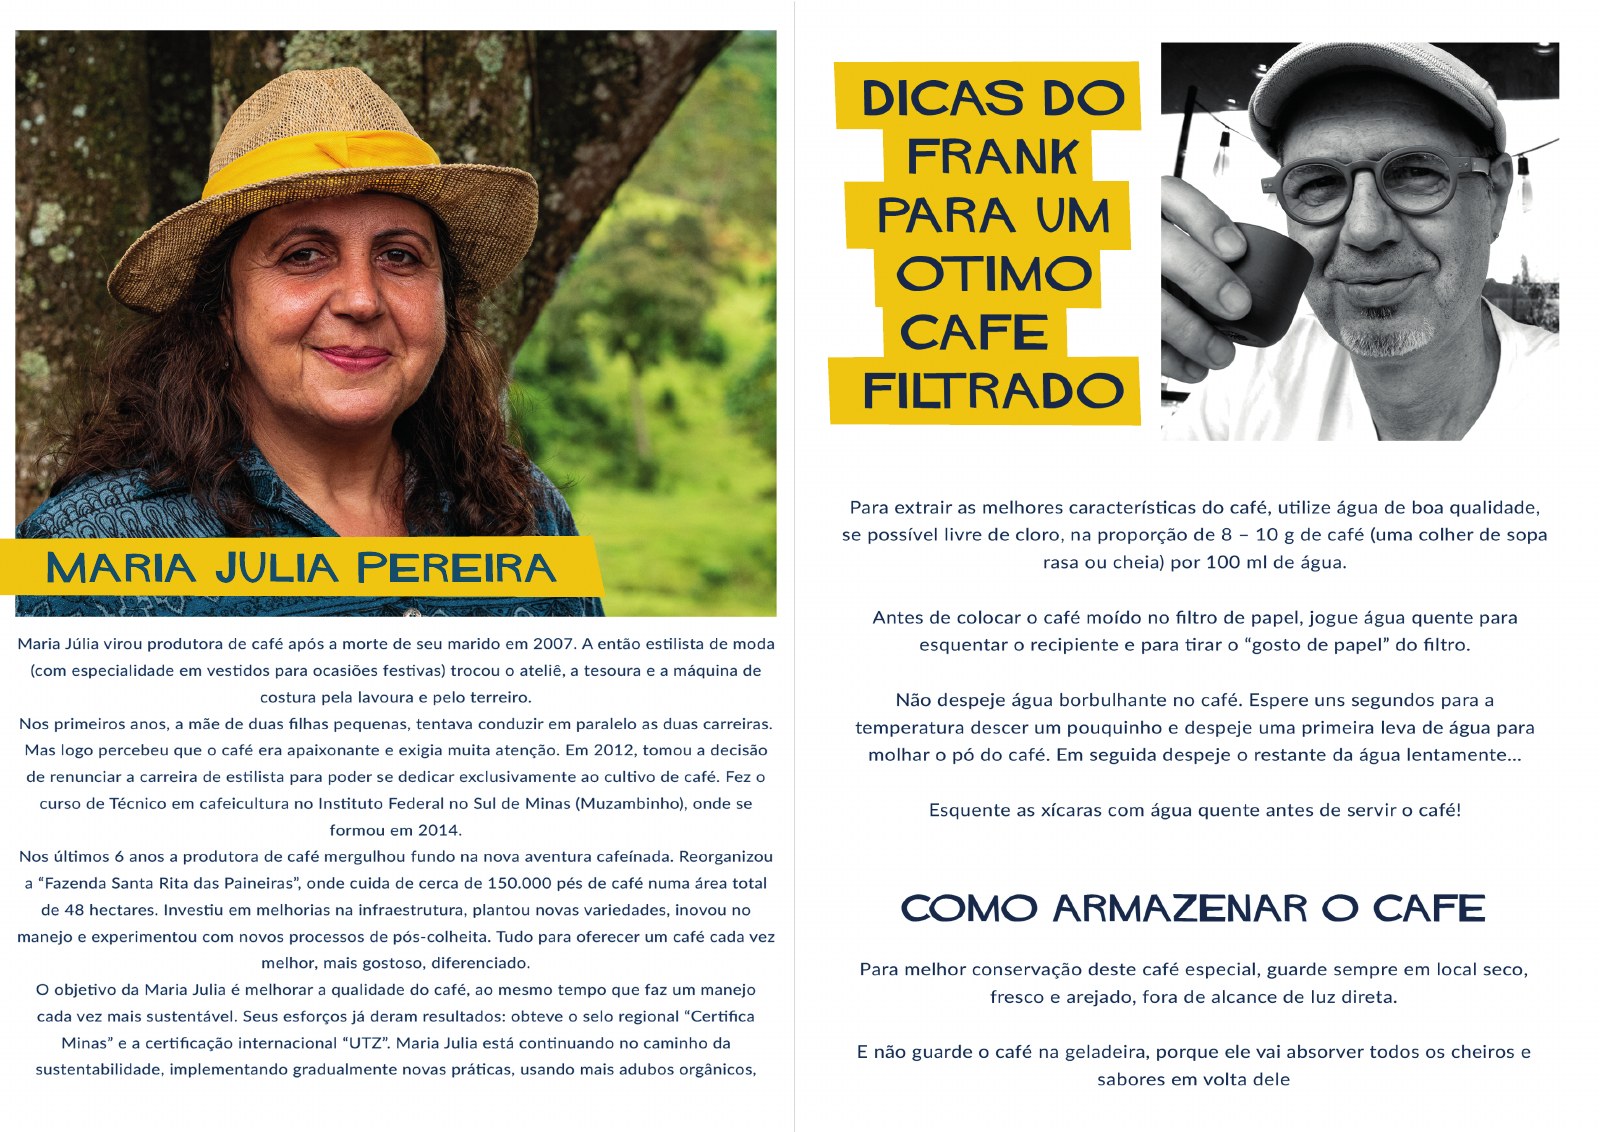 MARIA JULIA PEREIRA
Maria Júlia virou produtora de café após a morte de seu marido em 2007. A então estilista de moda
(com especialidade em vestidos para ocasiões festivas) trocou o ateliê, a tesoura e a máquina de
costura pela lavoura e pelo terreiro.
Nos primeiros anos, a mãe de duas filhas pequenas, tentava conduzir em paralelo as duas carreiras.
Mas logo percebeu que o café era apaixonante e exigia muita atenção. Em 2012, tomou a decisão
de renunciar a carreira de estilista para poder se dedicar exclusivamente ao cultivo de café. Fez o
curso de Técnico em cafeicultura no Instituto Federal no Sul de Minas (Muzambinho), onde se
formou em 2014.
Nos últimos 6 anos a produtora de café mergulhou fundo na nova aventura cafeínada. Reorganizou
a “Fazenda Santa Rita das Paineiras”, onde cuida de cerca de 150.000 pés de café numa área total
de 48 hectares. Investiu em melhorias na infraestrutura, plantou novas variedades, inovou no
manejo e experimentou com novos processos de pós-colheita. Tudo para oferecer um café cada vez
melhor, mais gostoso, diferenciado.
O objetivo da Maria Julia é melhorar a qualidade do café, ao mesmo tempo que faz um manejo
cada vez mais sustentável. Seus esforços já deram resultados: obteve o selo regional “Certifica
Minas” e a certificação internacional “UTZ”. Maria Julia está continuando no caminho da
sustentabilidade, implementando gradualmente novas práticas, usando mais adubos orgânicos,
DICAS DO
FRANK
PARA UM
OTIMO
CAFE
FILTRADO
Para extrair as melhores características do café, utilize água de boa qualidade,
se possível livre de cloro, na proporção de 8 – 10 g de café (uma colher de sopa
rasa ou cheia) por 100 ml de água.
Antes de colocar o café moído no filtro de papel, jogue água quente para
esquentar o recipiente e para tirar o “gosto de papel” do filtro.
Não despeje água borbulhante no café. Espere uns segundos para a
temperatura descer um pouquinho e despeje uma primeira leva de água para
molhar o pó do café. Em seguida despeje o restante da água lentamente...
Esquente as xícaras com água quente antes de servir o café!
COMO ARMAZENAR O CAFE
Para melhor conservação deste café especial, guarde sempre em local seco,
fresco e arejado, fora de alcance de luz direta.
E não guarde o café na geladeira, porque ele vai absorver todos os cheiros e
sabores em volta dele